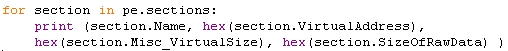 for section in pe.sections:
    print (section.Name, hex(section.VirtualAddress),
    hex(section.Misc_VirtualSize), hex(section.SizeOfRawData) )